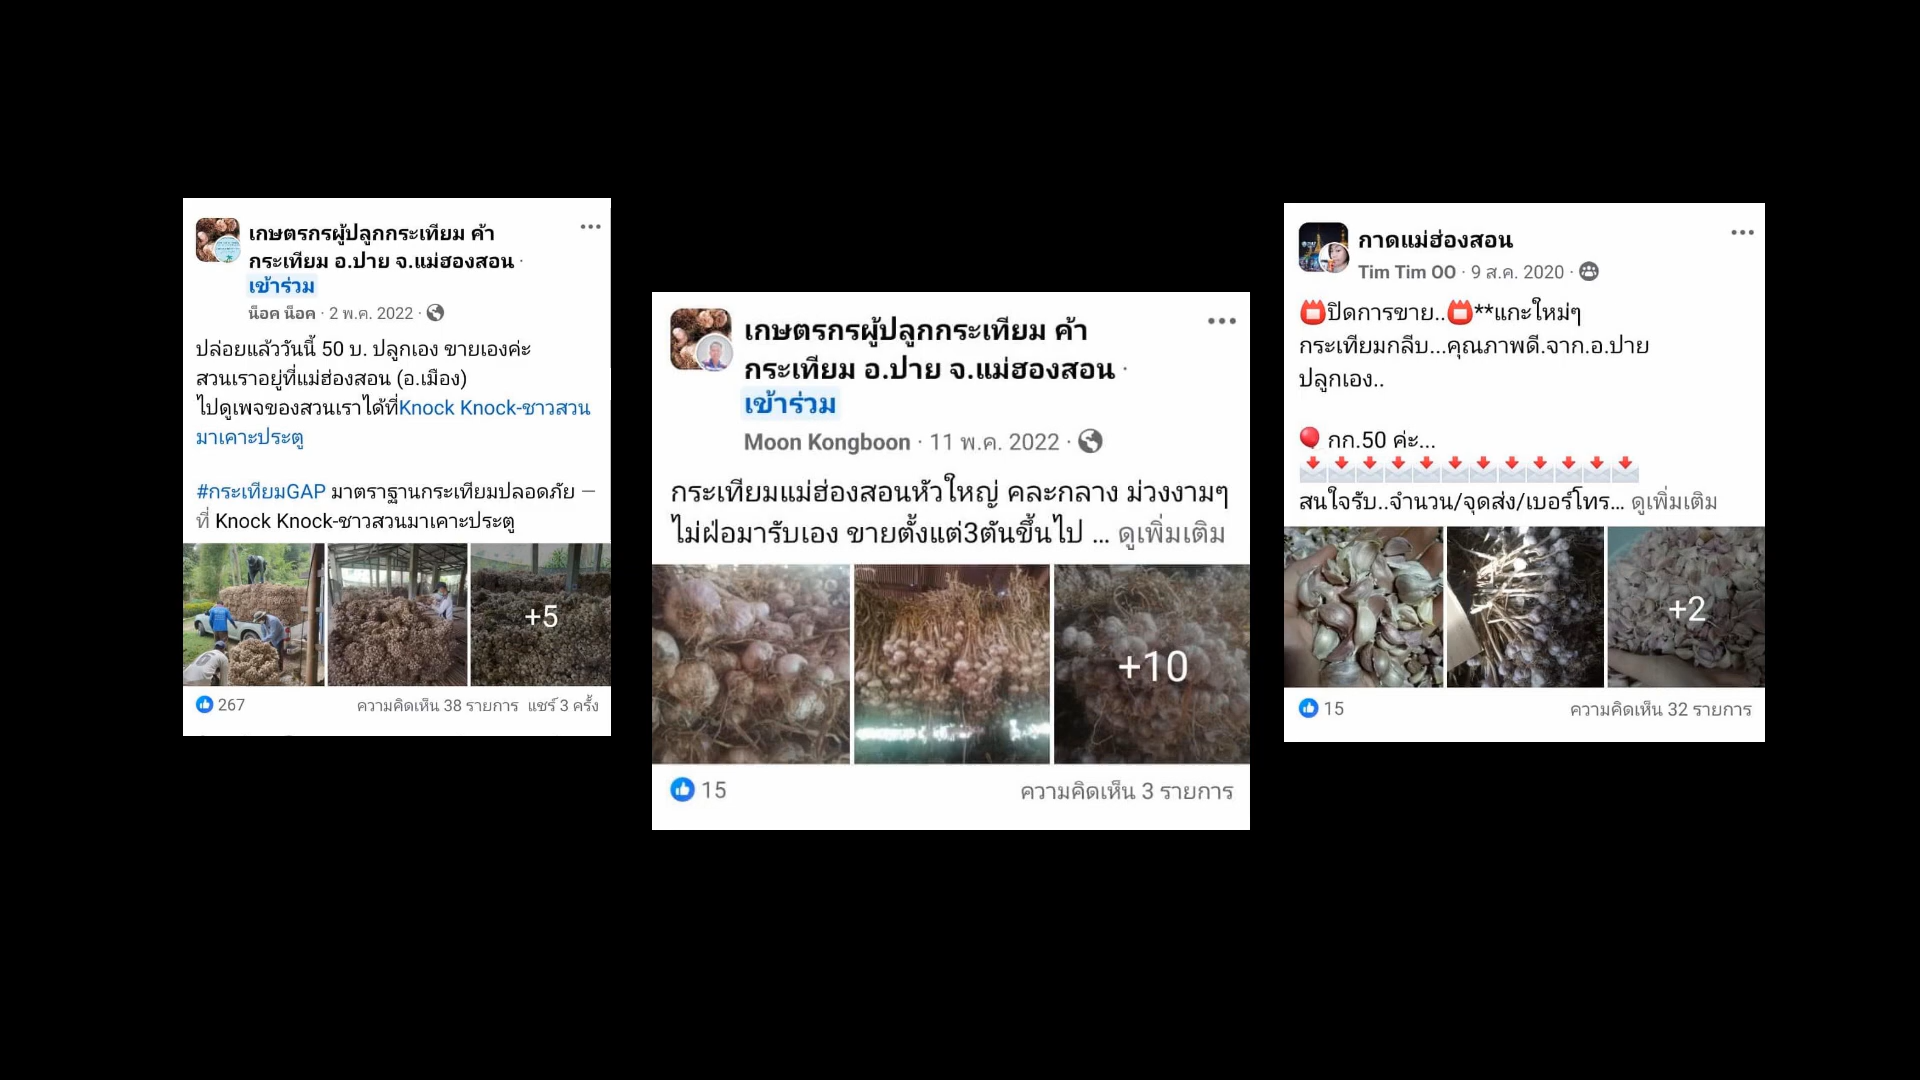 เกษตรกรผู้ปลูกกระเทียม ค้า
กระเทียม อ.ปาย จ.แม่ฮองสอน ·
เข้าร่วม
น็อค น็อค · 2 พ.ค. 2022 ·
ปล่อยแล้ววันนี้ 50 บ. ปลูกเอง ขายเองค่ะ
สวนเราอยู่ที่แม่ฮ่องสอน (อ.เมือง)
ไปดูเพจของสวนเราได้ที่Knock Knock-ชาวสวน
มาเคาะประตู
#กระเทียมGAP มาตราฐานกระเทียมปลอดภัย —
ที่ Knock Knock-ชาวสวนมาเคาะประตู
+5
267 ความคิดเห็น 38 รายการ แชร์ 3 ครั้ง
เกษตรกรผู้ปลูกกระเทียม ค้า
กระเทียม อ.ปาย จ.แม่ฮองสอน ·
เข้าร่วม
Moon Kongboon · 11 พ.ค. 2022 ·
กระเทียมแม่ฮ่องสอนหัวใหญ่ คละกลาง ม่วงงามๆ
ไม่ฝ่อมารับเอง ขายตั้งแต่3ตันขึ้นไป ... ดูเพิ่มเติม
+10
15 ความคิดเห็น 3 รายการ
กาดแม่ฮ่องสอน
Tim Tim OO · 9 ส.ค. 2020 ·
📛ปิดการขาย..📛**แกะใหม่ๆ
กระเทียมกลีบ...คุณภาพดี.จาก.อ.ปาย
ปลูกเอง..
🎈 กก.50 ค่ะ...
📩📩📩📩📩📩📩📩📩📩📩📩
สนใจรับ..จำนวน/จุดส่ง/เบอร์โทร... ดูเพิ่มเติม
+2
15 ความคิดเห็น 32 รายการ